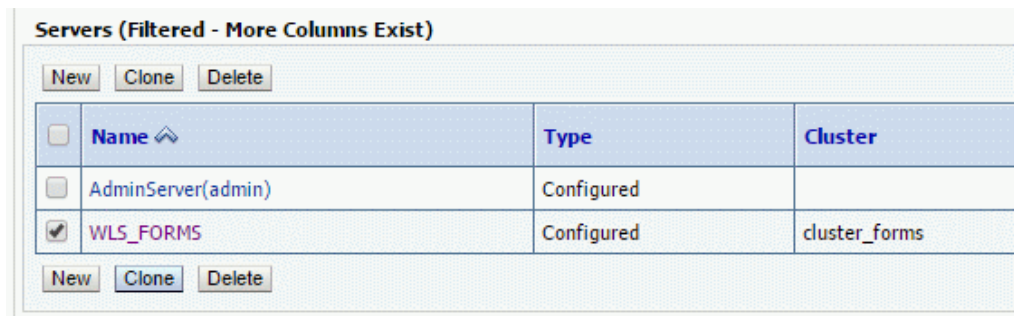 Servers (Filtered - More Columns Exist)
New Clone Delete
Name Type Cluster
AdminServer(admin) Configured
WLS_FORMS Configured cluster_forms
New Clone Delete